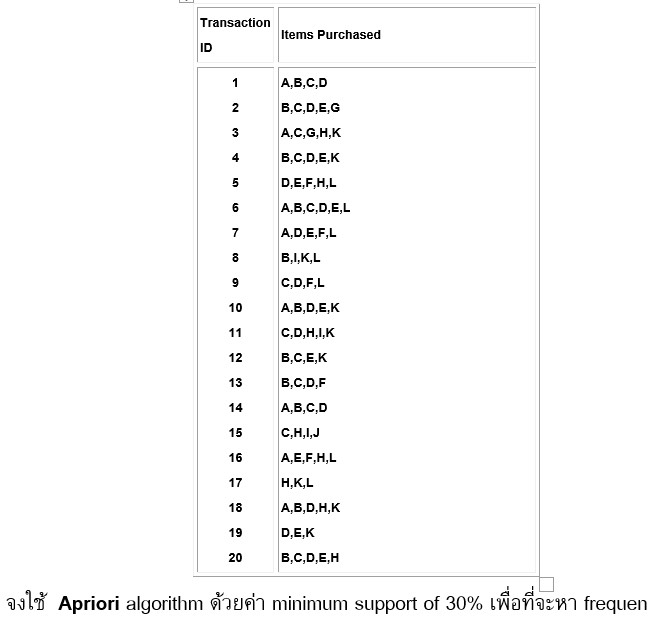 Transaction Items Purchased
ID
1 A,B,C,D
2 B,C,D,E,G
3 A,C,G,H,K
4 B,C,D,E,K
5 D,E,F,H,L
6 A,B,C,D,E,L
7 A,D,E,F,L
8 B,I,K,L
9 C,D,F,L
10 A,B,D,E,K
11 C,D,H,I,K
12 B,C,E,K
13 B,C,D,F
14 A,B,C,D
15 C,H,I,J
16 A,E,F,H,L
17 H,K,L
18 A,B,D,H,K
19 D,E,K
20 B,C,D,E,H
จงใช้ Apriori algorithm ด้วยค่า minimum support of 30% เพื่อที่จะหา frequen